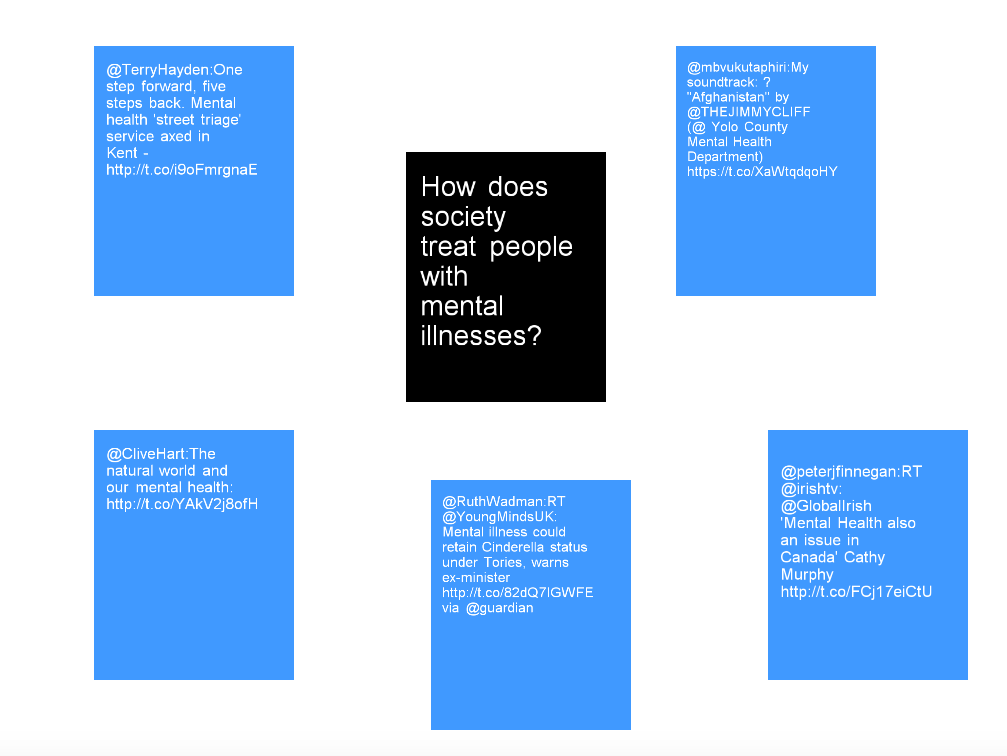 @TerryHayden:One
step forward, five
steps back. Mental
health 'street triage'
service axed in
Kent -
http://t.co/i9oFmrgnaE
@mbvukutaphiri:My
soundtrack: ?
"Afghanistan" by
@THEJIMMYCLIFF
(@ Yolo County
Mental Health
Department)
https://t.co/XaWtqdqoHY
How does
society
treat people
with
mental
illnesses?
@CliveHart:The
natural world and
our mental health:
http://t.co/YAkV2j8ofH
@RuthWadman:RT
@YoungMindsUK:
Mental illness could
retain Cinderella status
under Tories, warns
ex-minister
http://t.co/82dQ7IGWFE
via @guardian
@peterjfinnegan:RT
@irishtv:
@GlobalIrish
'Mental Health also
an issue in
Canada' Cathy
Murphy
http://t.co/FCj17eiCtU